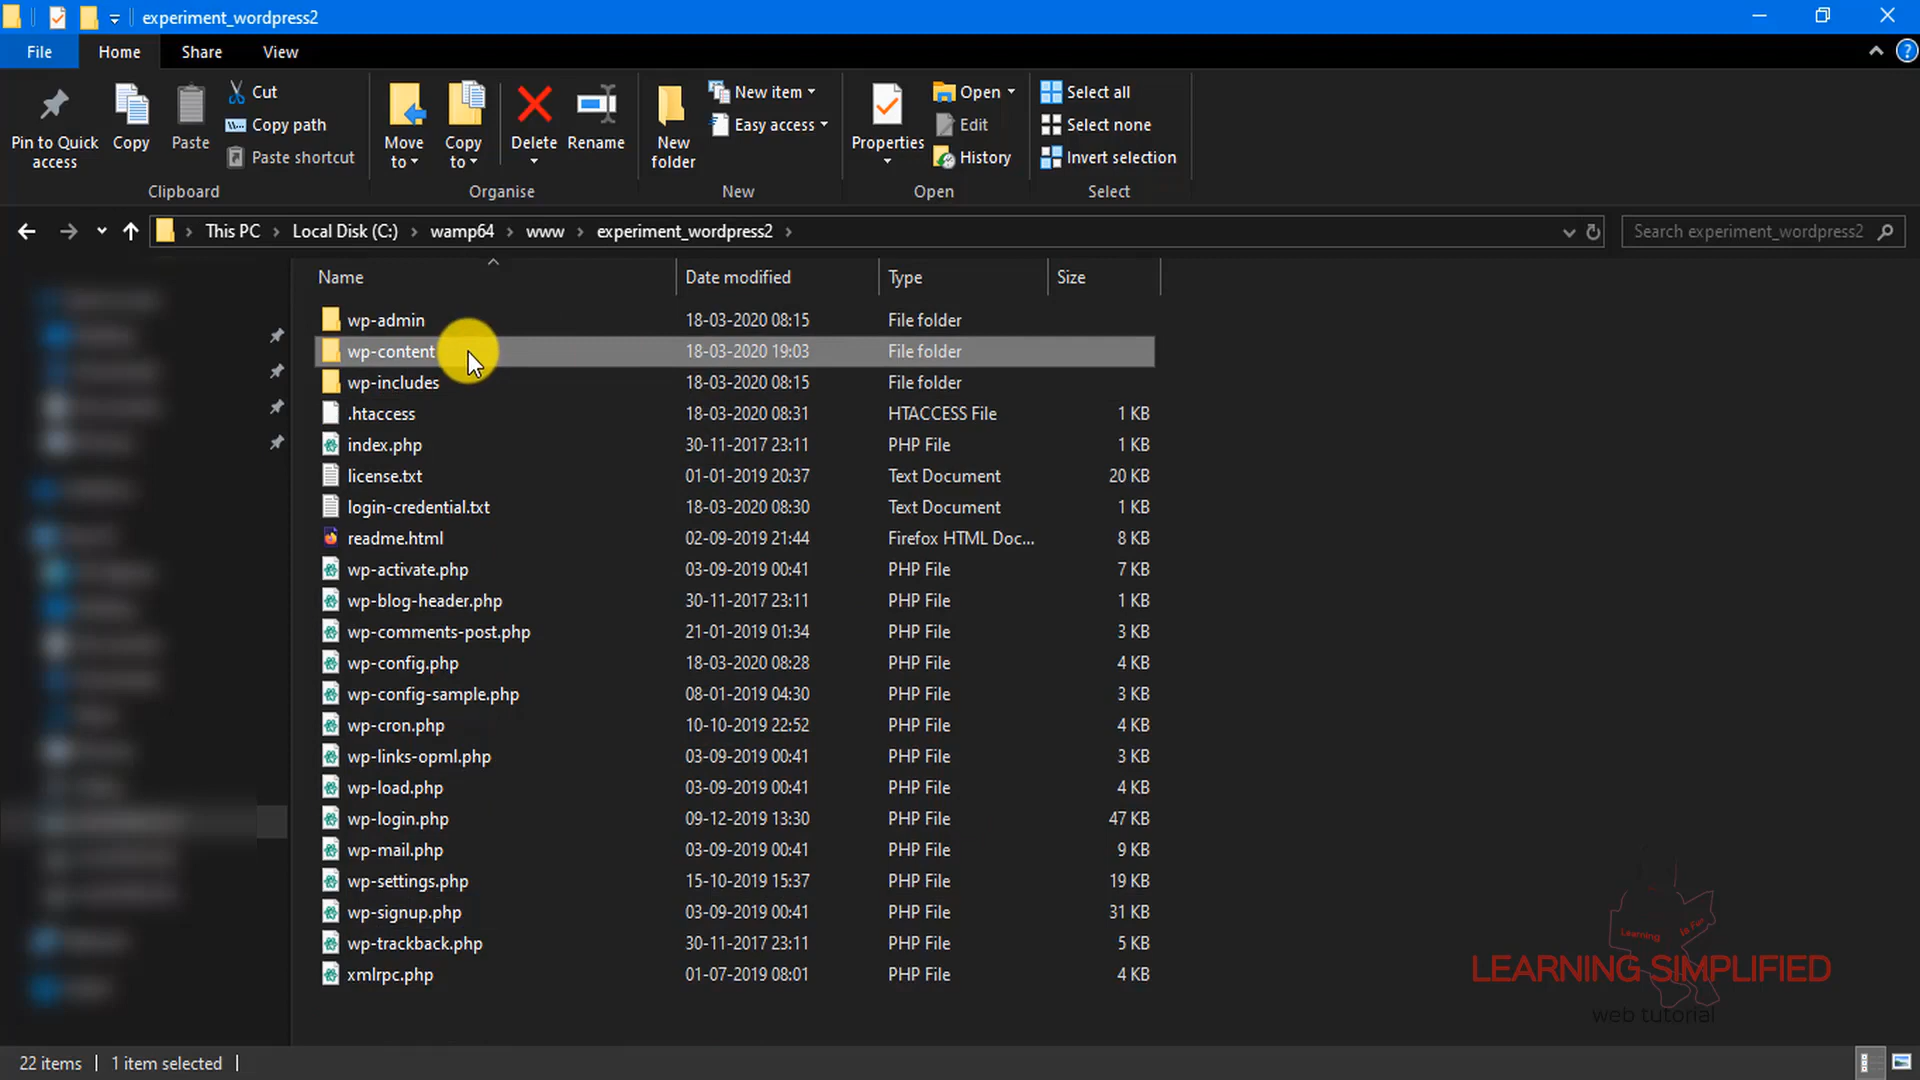 experiment_wordpress2
File Home Share View
Pin to Quick access
Copy
Paste
Cut
Copy path
Paste shortcut
Clipboard
Move to
Copy to
Delete
Rename
Organise
New folder
New item
Easy access
New
Properties
Open
Edit
History
Open
Select all
Select none
Invert selection
Select
This PC > Local Disk (C:) > wamp64 > www > experiment_wordpress2 >
Search experiment_wordpress2
Name Date modified Type Size
wp-admin 18-03-2020 08:15 File folder
wp-content 18-03-2020 19:03 File folder
wp-includes 18-03-2020 08:15 File folder
.htaccess 18-03-2020 08:31 HTACCESS File 1 KB
index.php 30-11-2017 23:11 PHP File 1 KB
license.txt 01-01-2019 20:37 Text Document 20 KB
login-credential.txt 18-03-2020 08:30 Text Document 1 KB
readme.html 02-09-2019 21:44 Firefox HTML Doc... 8 KB
wp-activate.php 03-09-2019 00:41 PHP File 7 KB
wp-blog-header.php 30-11-2017 23:11 PHP File 1 KB
wp-comments-post.php 21-01-2019 01:34 PHP File 3 KB
wp-config.php 18-03-2020 08:28 PHP File 4 KB
wp-config-sample.php 08-01-2019 04:30 PHP File 3 KB
wp-cron.php 10-10-2019 22:52 PHP File 4 KB
wp-links-opml.php 03-09-2019 00:41 PHP File 3 KB
wp-load.php 03-09-2019 00:41 PHP File 4 KB
wp-login.php 09-12-2019 13:30 PHP File 47 KB
wp-mail.php 03-09-2019 00:41 PHP File 9 KB
wp-settings.php 15-10-2019 15:37 PHP File 19 KB
wp-signup.php 03-09-2019 00:41 PHP File 31 KB
wp-trackback.php 30-11-2017 23:11 PHP File 5 KB
xmlrpc.php 01-07-2019 08:01 PHP File 4 KB
Learning Is For
LEARNING SIMPLIFIED
web tutorial
22 items 1 item selected